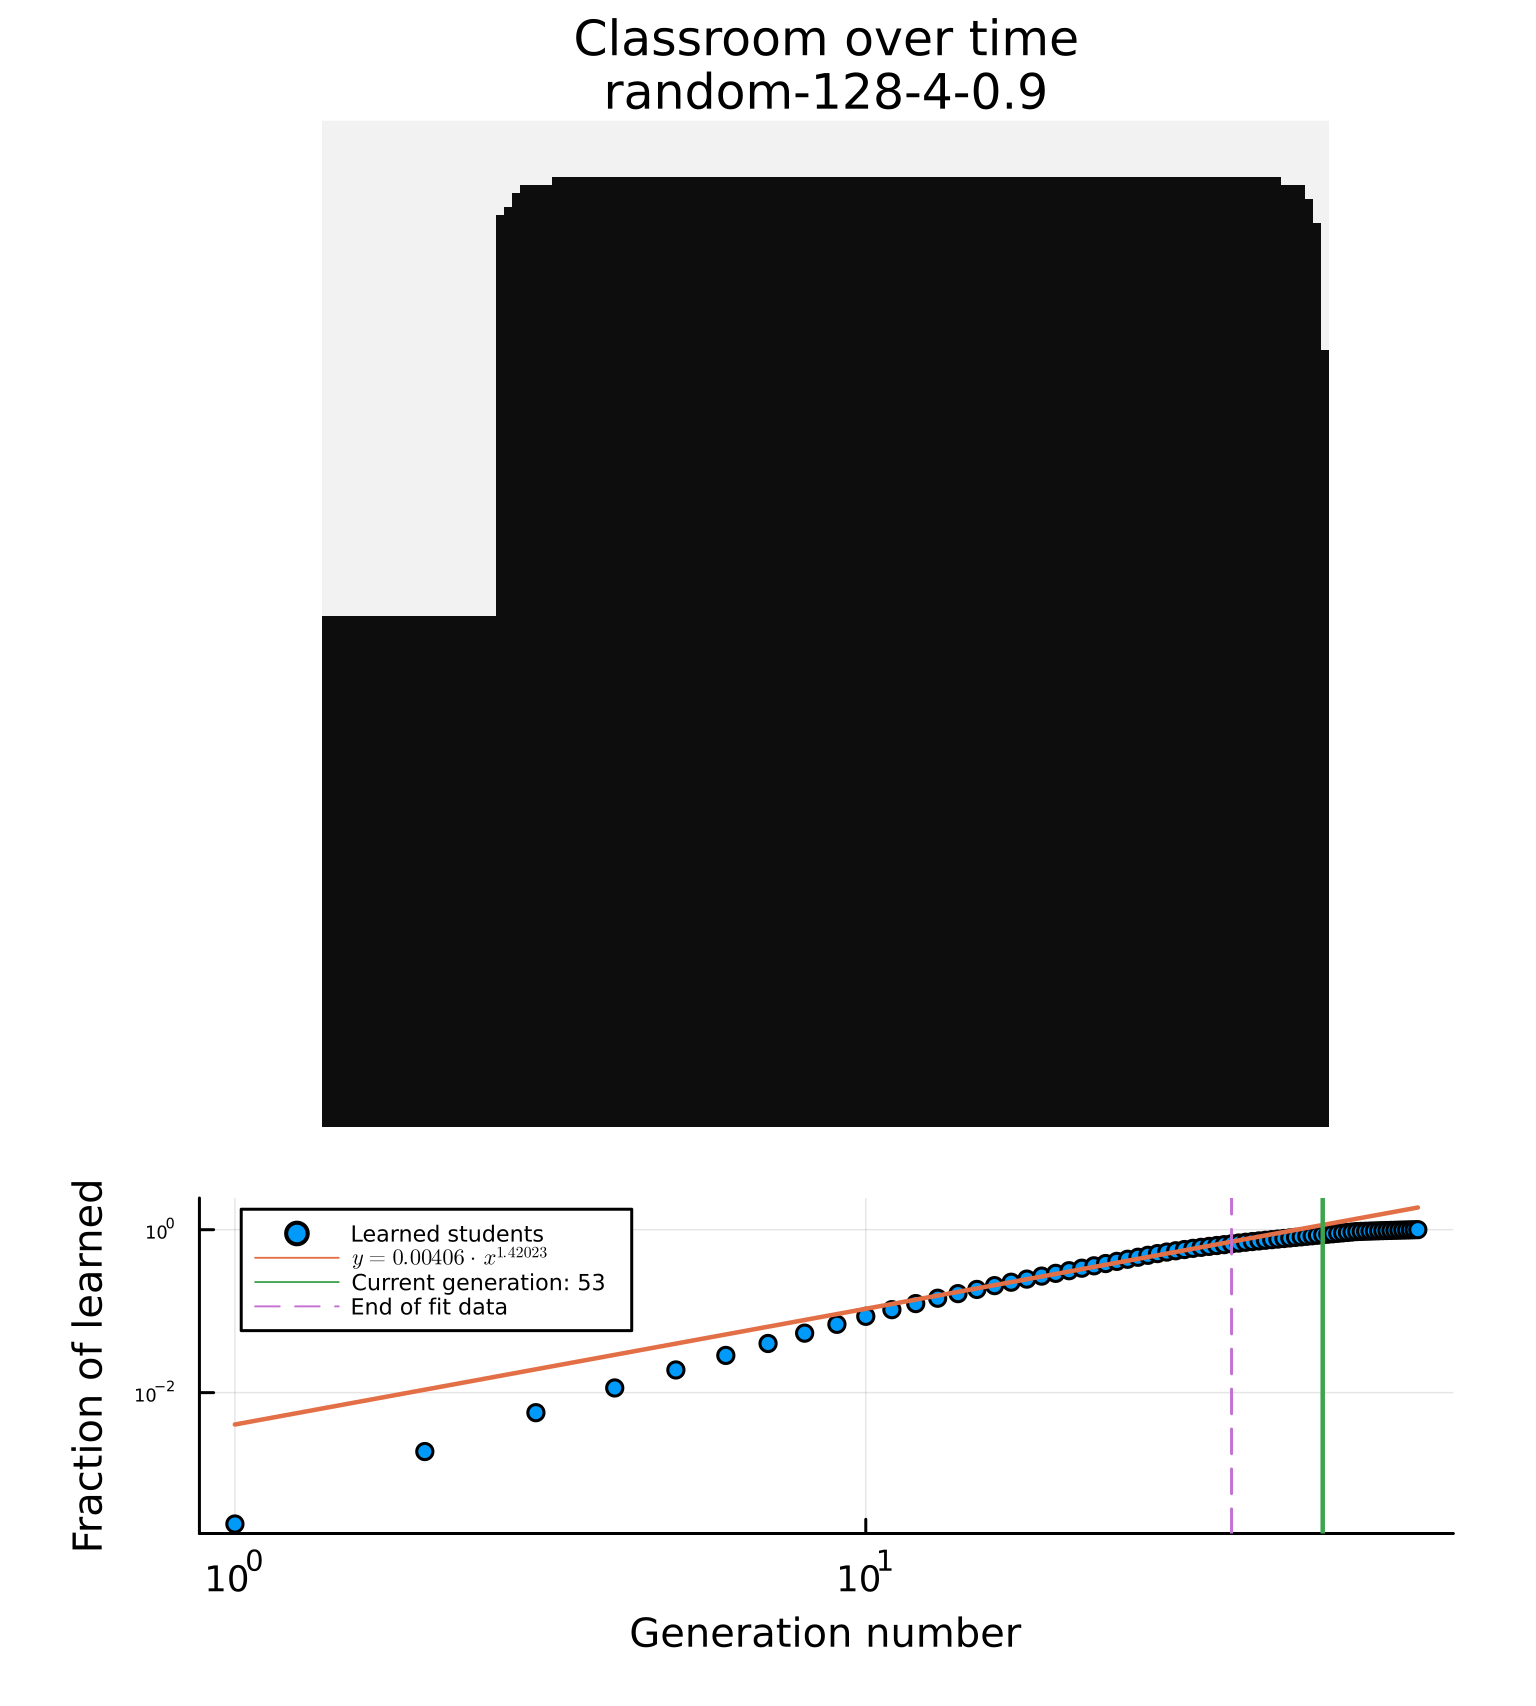 Classroom over time
random-128-4-0.9
Fraction of learned
10^0
10^−2
Learned students
y = 0.00406 · x^1.42023
Current generation: 53
End of fit data
10^0
10^1
Generation number